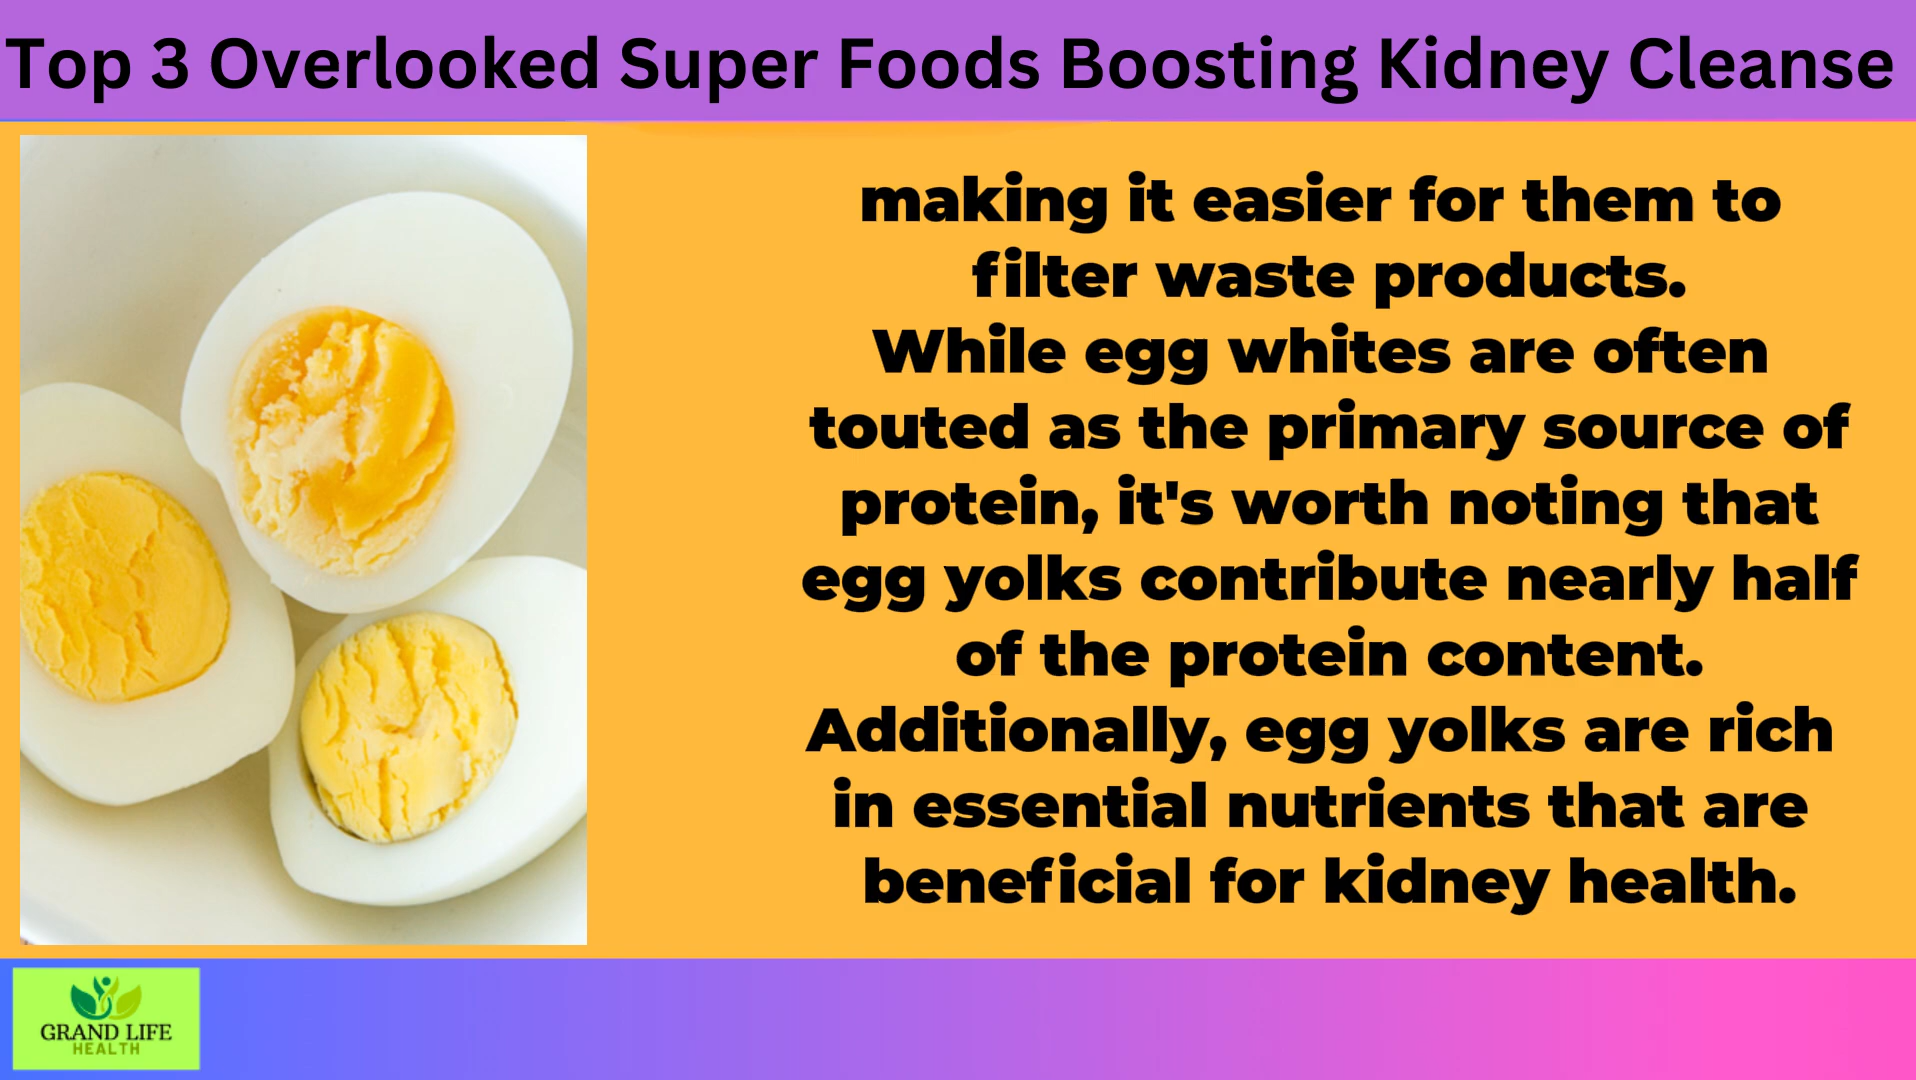 Top 3 Overlooked Super Foods Boosting Kidney Cleanse
making it easier for them to
filter waste products.
While egg whites are often
touted as the primary source of
protein, it's worth noting that
egg yolks contribute nearly half
of the protein content.
Additionally, egg yolks are rich
in essential nutrients that are
beneficial for kidney health.
GRAND LIFE
HEALTH